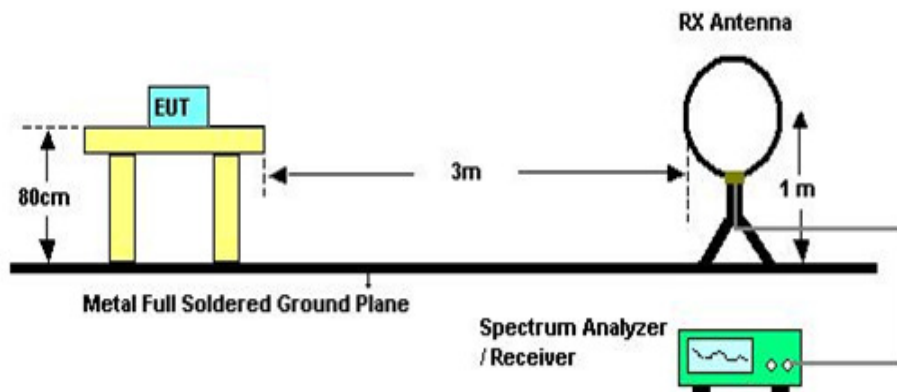 RX Antenna
EUT
3m
80cm
1 m
Metal Full Soldered Ground Plane
Spectrum Analyzer
/ Receiver